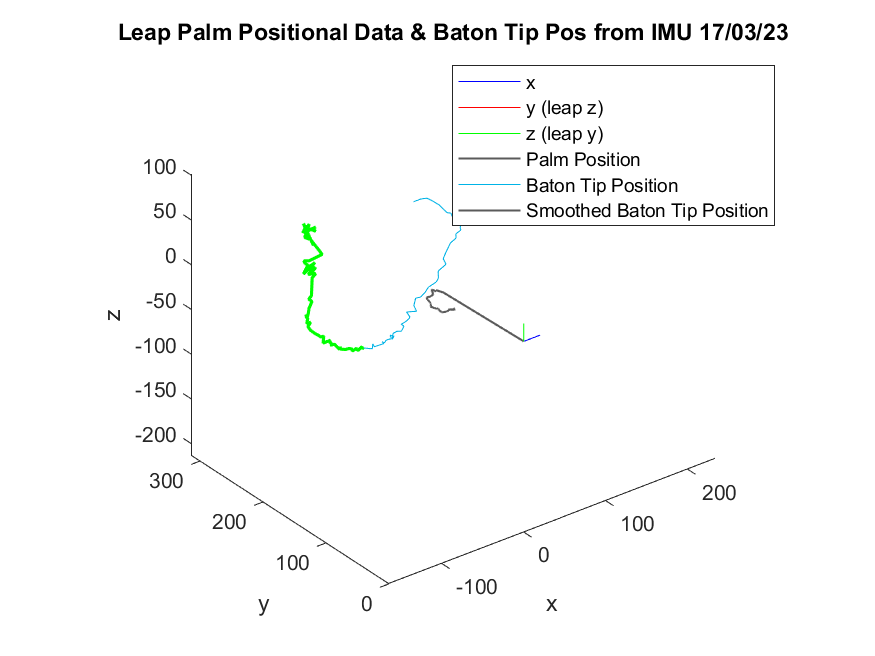 Leap Palm Positional Data & Baton Tip Pos from IMU 17/03/23
x
y (leap z)
z (leap y)
Palm Position
Baton Tip Position
Smoothed Baton Tip Position
100
50
0
-50
-100
-150
-200
z
300
200
100
0
y
-100
0
100
200
x